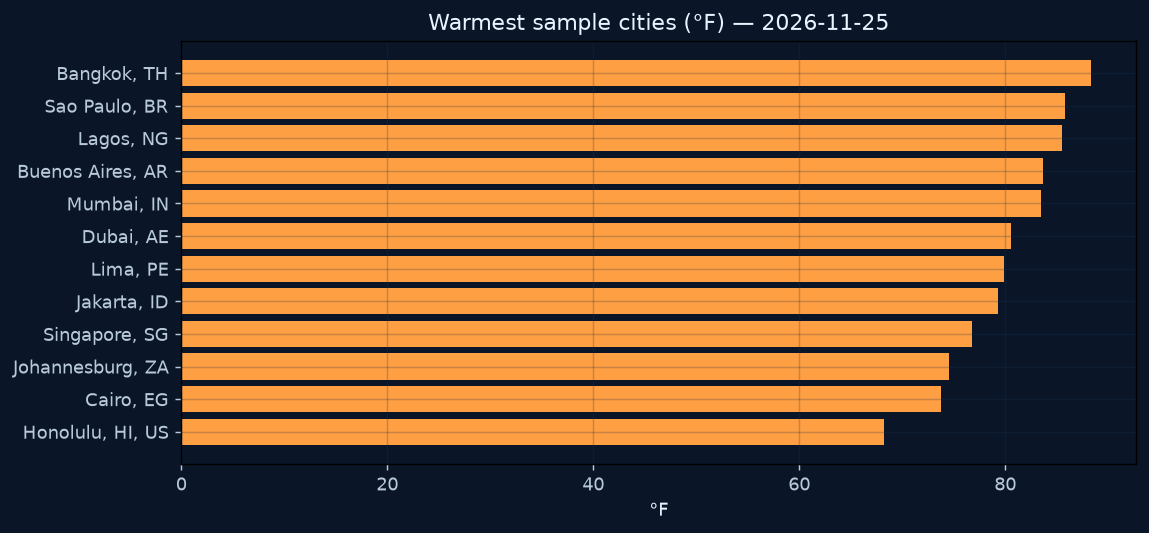 Warmest sample cities (°F) — 2026-11-25
Bangkok, TH
Sao Paulo, BR
Lagos, NG
Buenos Aires, AR
Mumbai, IN
Dubai, AE
Lima, PE
Jakarta, ID
Singapore, SG
Johannesburg, ZA
Cairo, EG
Honolulu, HI, US
0 20 40 60 80
°F